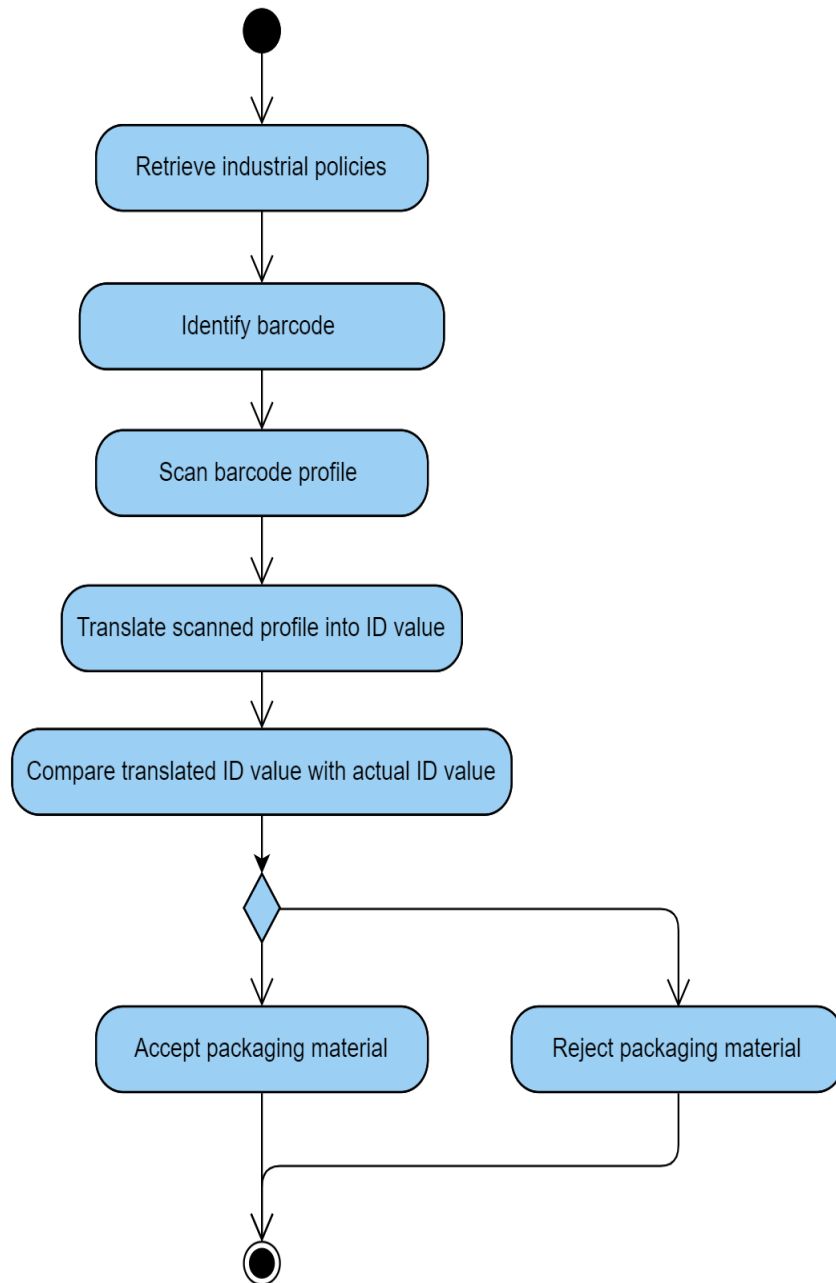 Retrieve industrial policies
Identify barcode
Scan barcode profile
Translate scanned profile into ID value
Compare translated ID value with actual ID value
Accept packaging material
Reject packaging material